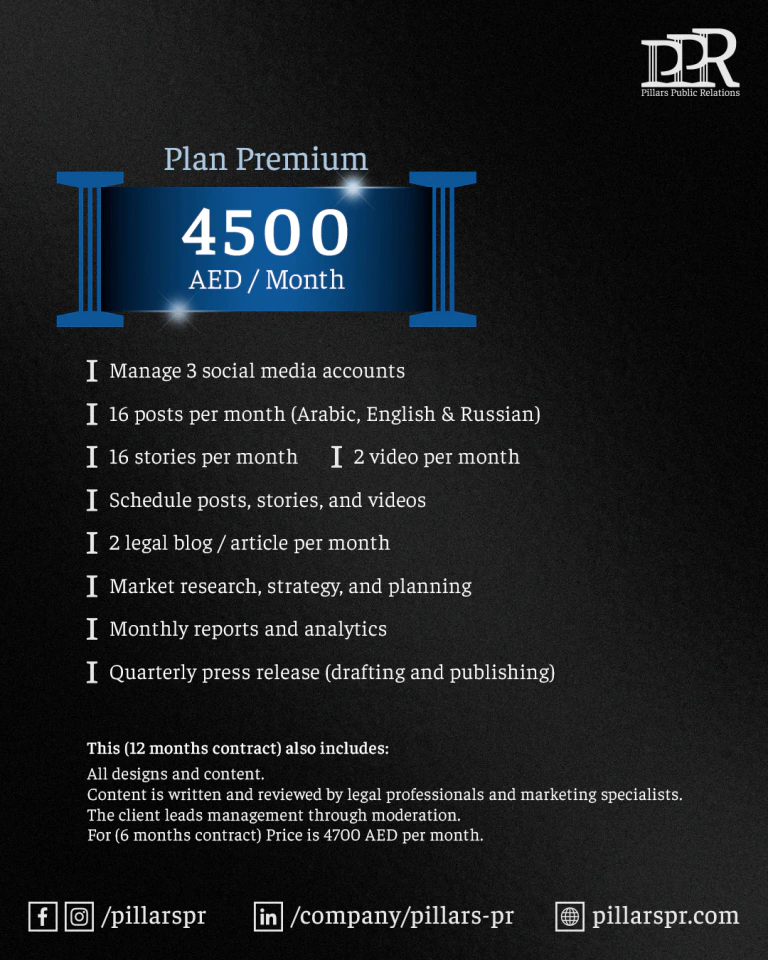 PPR
Pillars Public Relations
Plan Premium
4500
AED / Month
Manage 3 social media accounts
16 posts per month (Arabic, English & Russian)
16 stories per month
2 video per month
Schedule posts, stories, and videos
2 legal blog / article per month
Market research, strategy, and planning
Monthly reports and analytics
Quarterly press release (drafting and publishing)
This (12 months contract) also includes:
All designs and content.
Content is written and reviewed by legal professionals and marketing specialists.
The client leads management through moderation.
For (6 months contract) Price is 4700 AED per month.
/pillarspr
/company/pillars-pr
pillarspr.com